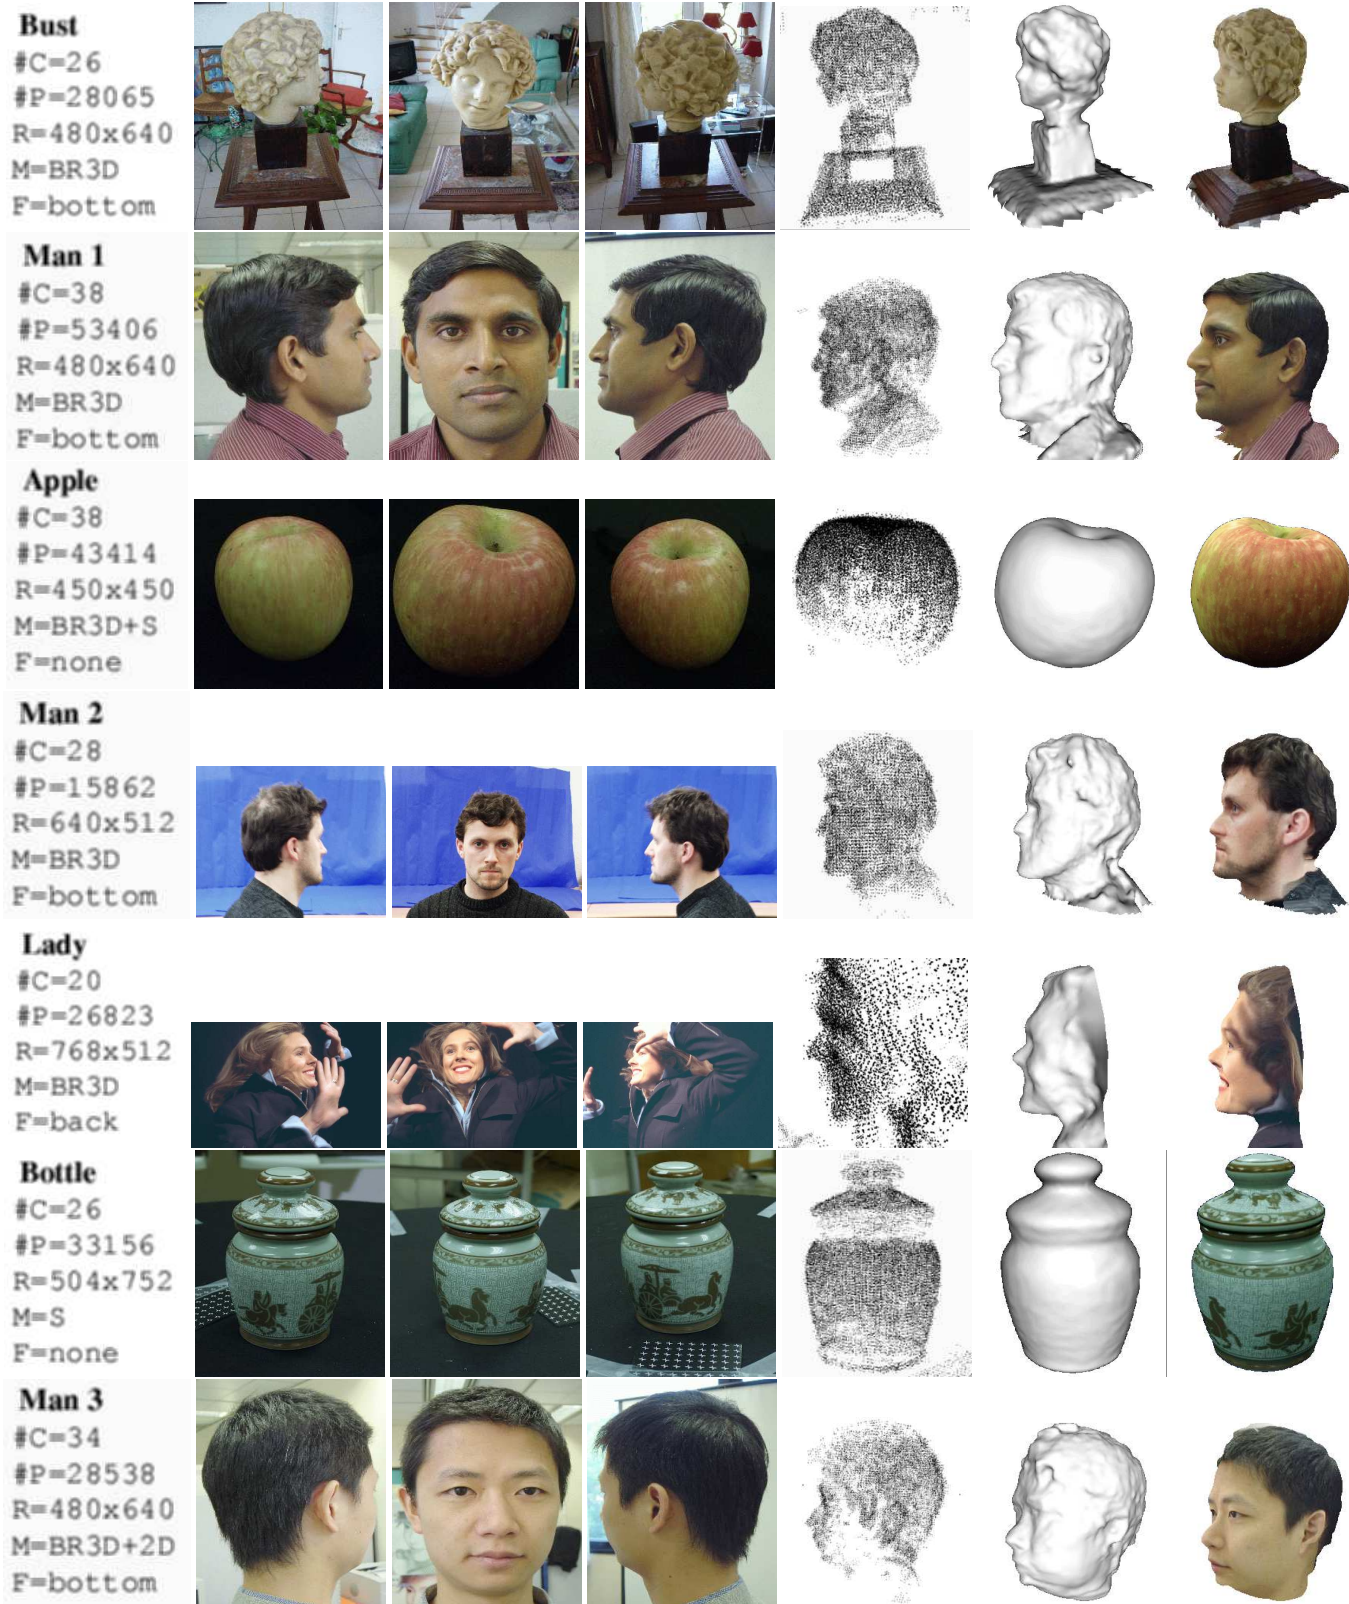 Bust
#C=26
#P=28065
R=480x640
M=BR3D
F=bottom
Man 1
#C=38
#P=53406
R=480x640
M=BR3D
F=bottom
Apple
#C=38
#P=43414
R=450x450
M=BR3D+S
F=none
Man 2
#C=28
#P=15862
R=640x512
M=BR3D
F=bottom
Lady
#C=20
#P=26823
R=768x512
M=BR3D
F=back
Bottle
#C=26
#P=33156
R=504x752
M=S
F=none
Man 3
#C=34
#P=28538
R=480x640
M=BR3D+2D
F=bottom